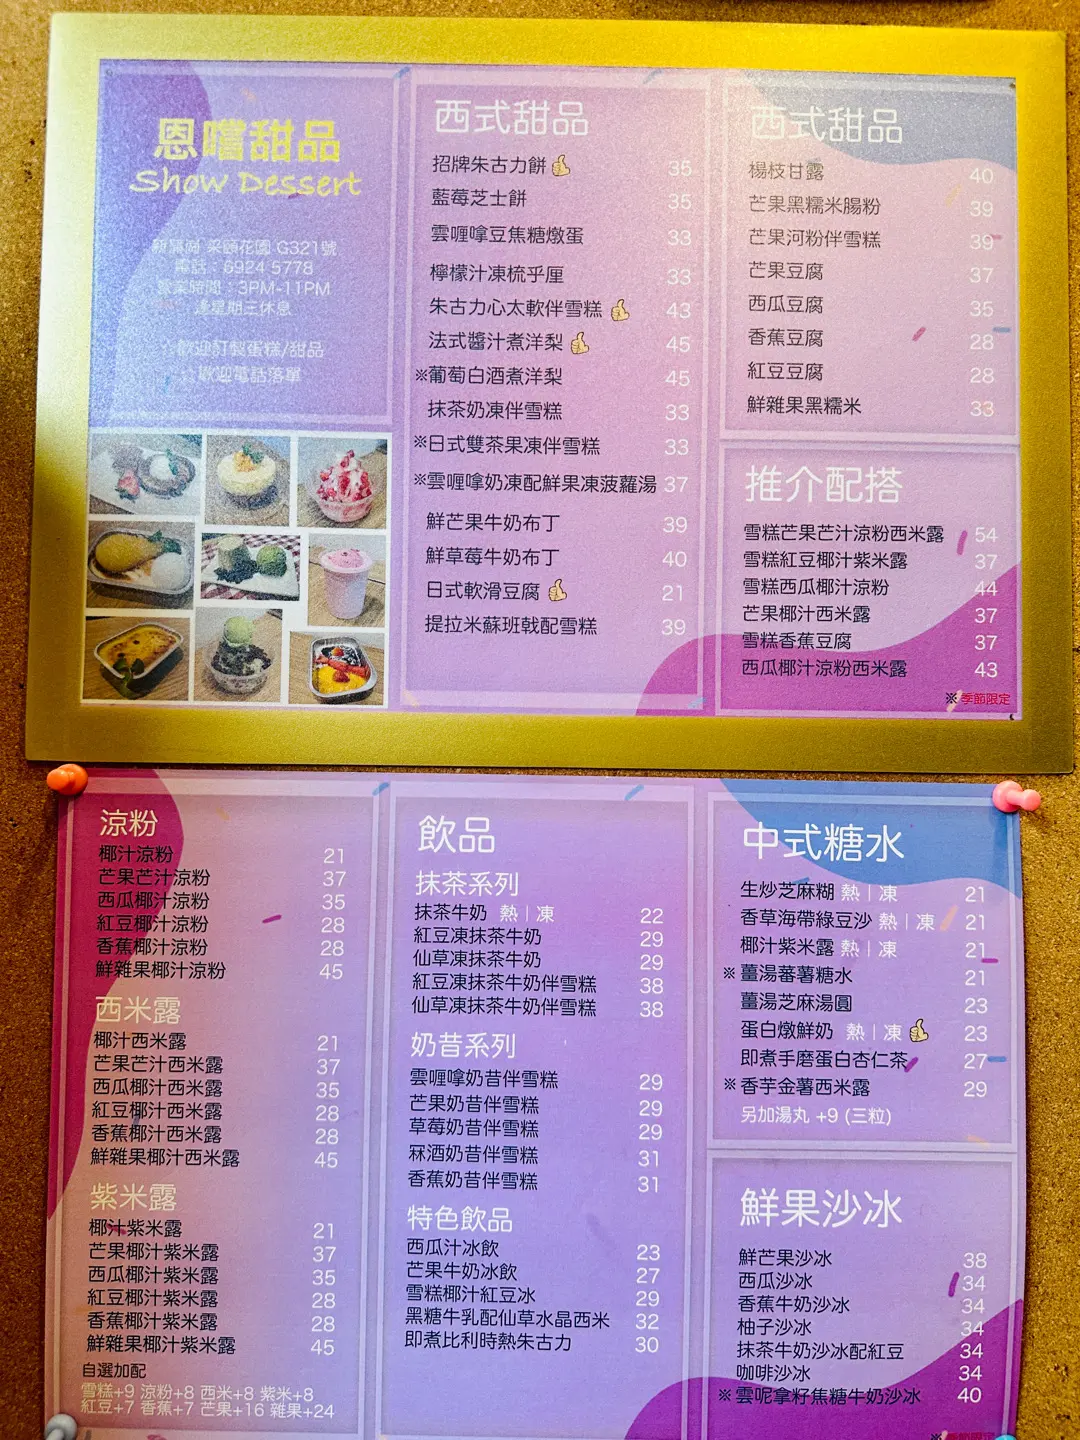 恩嚐甜品
Show Dessert
采頤花園 G321號
電話：6924 5778
營業時間：3PM-11PM
逢星期三休息
☆歡迎訂製蛋糕/甜品
☆歡迎電話落單
西式甜品
招牌朱古力餅 35
藍莓芝士餅 35
雲喱拿豆焦糖燉蛋 33
檸檬汁凍梳乎厘 33
朱古力心太軟伴雪糕 43
法式醬汁煮洋梨 45
※葡萄白酒煮洋梨 45
抹茶奶凍伴雪糕 33
※日式雙茶果凍伴雪糕 33
※雲喱拿奶凍配鮮果凍菠蘿湯 37
鮮芒果牛奶布丁 39
鮮草莓牛奶布丁 40
日式軟滑豆腐 21
提拉米蘇班戟配雪糕 39
西式甜品
楊枝甘露 40
芒果黑糯米腸粉 39
芒果河粉伴雪糕 39
芒果豆腐 37
西瓜豆腐 35
香蕉豆腐 28
紅豆豆腐 28
鮮雜果黑糯米 33
推介配搭
雪糕芒果芒汁涼粉西米露 54
雪糕紅豆椰汁紫米露 37
雪糕西瓜椰汁涼粉 44
芒果椰汁西米露 37
雪糕香蕉豆腐 37
西瓜椰汁涼粉西米露 43
※季節限定
涼粉
椰汁涼粉 21
芒果芒汁涼粉 37
西瓜椰汁涼粉 35
紅豆椰汁涼粉 28
香蕉椰汁涼粉 28
鮮雜果椰汁涼粉 45
西米露
椰汁西米露 21
芒果芒汁西米露 37
西瓜椰汁西米露 35
紅豆椰汁西米露 28
香蕉椰汁西米露 28
鮮雜果椰汁西米露 45
紫米露
椰汁紫米露 21
芒果椰汁紫米露 37
西瓜椰汁紫米露 35
紅豆椰汁紫米露 28
香蕉椰汁紫米露 28
鮮雜果椰汁紫米露 45
自選加配
雪糕+9 涼粉+8 西米+8 紫米+8
紅豆+7 香蕉+7 芒果+16 雜果+24
飲品
抹茶系列
抹茶牛奶 熱｜凍 22
紅豆凍抹茶牛奶 29
仙草凍抹茶牛奶 29
紅豆凍抹茶牛奶伴雪糕 38
仙草凍抹茶牛奶伴雪糕 38
奶昔系列
雲喱拿奶昔伴雪糕 29
芒果奶昔伴雪糕 29
草莓奶昔伴雪糕 29
冧酒奶昔伴雪糕 31
香蕉奶昔伴雪糕 31
特色飲品
西瓜汁冰飲 23
芒果牛奶冰飲 27
雪糕椰汁紅豆冰 29
黑糖牛乳配仙草水晶西米 32
即煮比利時熱朱古力 30
中式糖水
生炒芝麻糊 熱｜凍 21
香草海帶綠豆沙 熱｜凍 21
椰汁紫米露 熱｜凍 21
※薑湯蕃薯糖水 21
薑湯芝麻湯圓 23
蛋白燉鮮奶 熱｜凍 23
即煮手磨蛋白杏仁茶 27
※香芋金薯西米露 29
另加湯丸 +9 (三粒)
鮮果沙冰
鮮芒果沙冰 38
西瓜沙冰 34
香蕉牛奶沙冰 34
柚子沙冰 34
抹茶牛奶沙冰配紅豆 34
咖啡沙冰 34
※雲呢拿籽焦糖牛奶沙冰 40
※季節限定